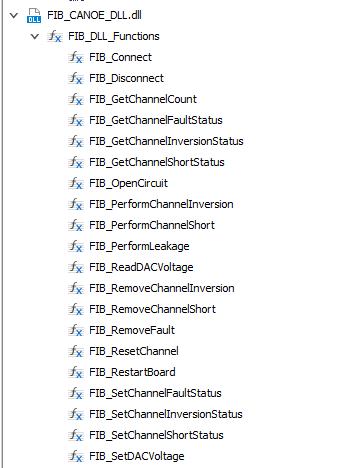 FIB_CANOE_DLL.dll
FIB_DLL_Functions
FIB_Connect
FIB_Disconnect
FIB_GetChannelCount
FIB_GetChannelFaultStatus
FIB_GetChannelInversionStatus
FIB_GetChannelShortStatus
FIB_OpenCircuit
FIB_PerformChannelInversion
FIB_PerformChannelShort
FIB_PerformLeakage
FIB_ReadDACVoltage
FIB_RemoveChannelInversion
FIB_RemoveChannelShort
FIB_RemoveFault
FIB_ResetChannel
FIB_RestartBoard
FIB_SetChannelFaultStatus
FIB_SetChannelInversionStatus
FIB_SetChannelShortStatus
FIB_SetDACVoltage